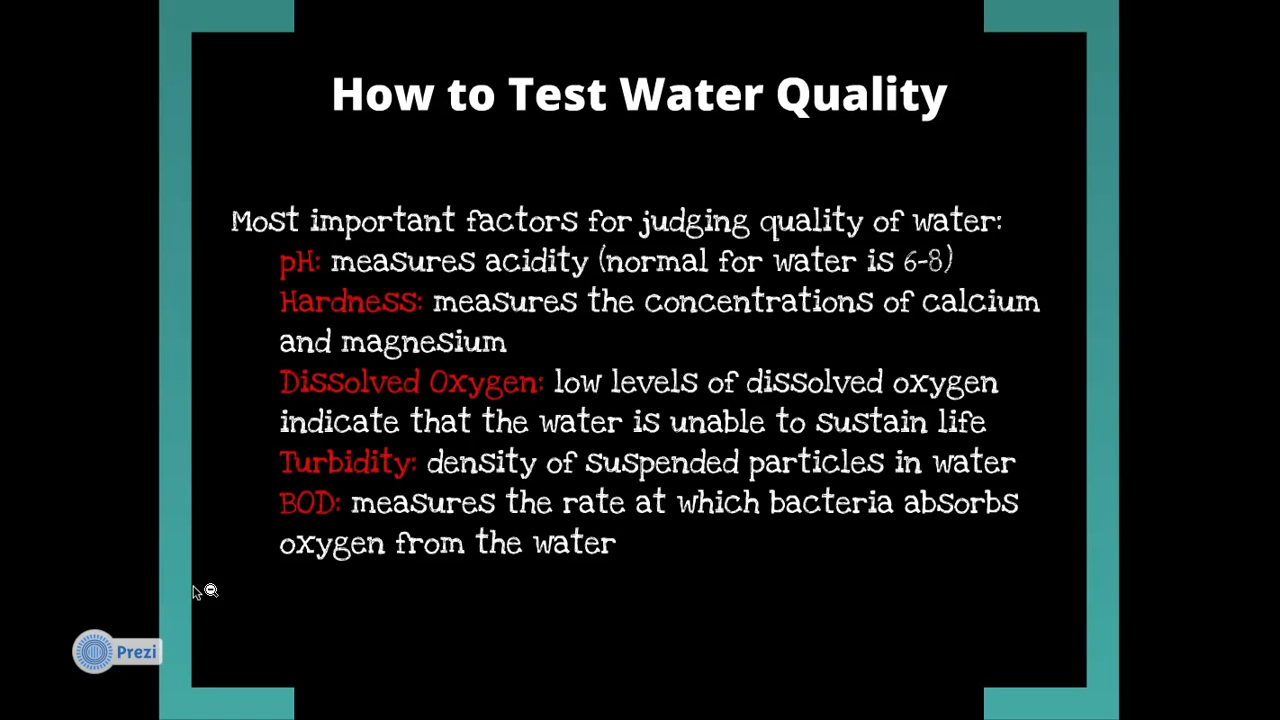 How to Test Water Quality
Most important factors for judging quality of water:
pH: measures acidity (normal for water is 6-8)
Hardness: measures the concentrations of calcium
and magnesium
Dissolved Oxygen: low levels of dissolved oxygen
indicate that the water is unable to sustain life
Turbidity: density of suspended particles in water
BOD: measures the rate at which bacteria absorbs
oxygen from the water
Prezi